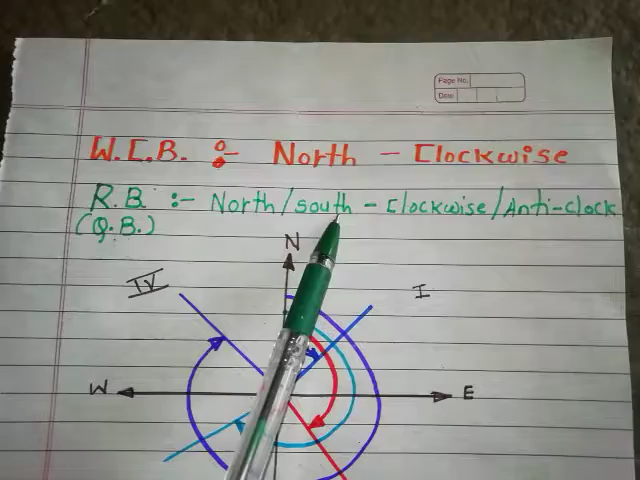 Page No.
Date
W.C.B. :- North - Clockwise
R.B. :- North/south - Clockwise/Anti-clock
(Q.B.)
N
IV
I
W
E